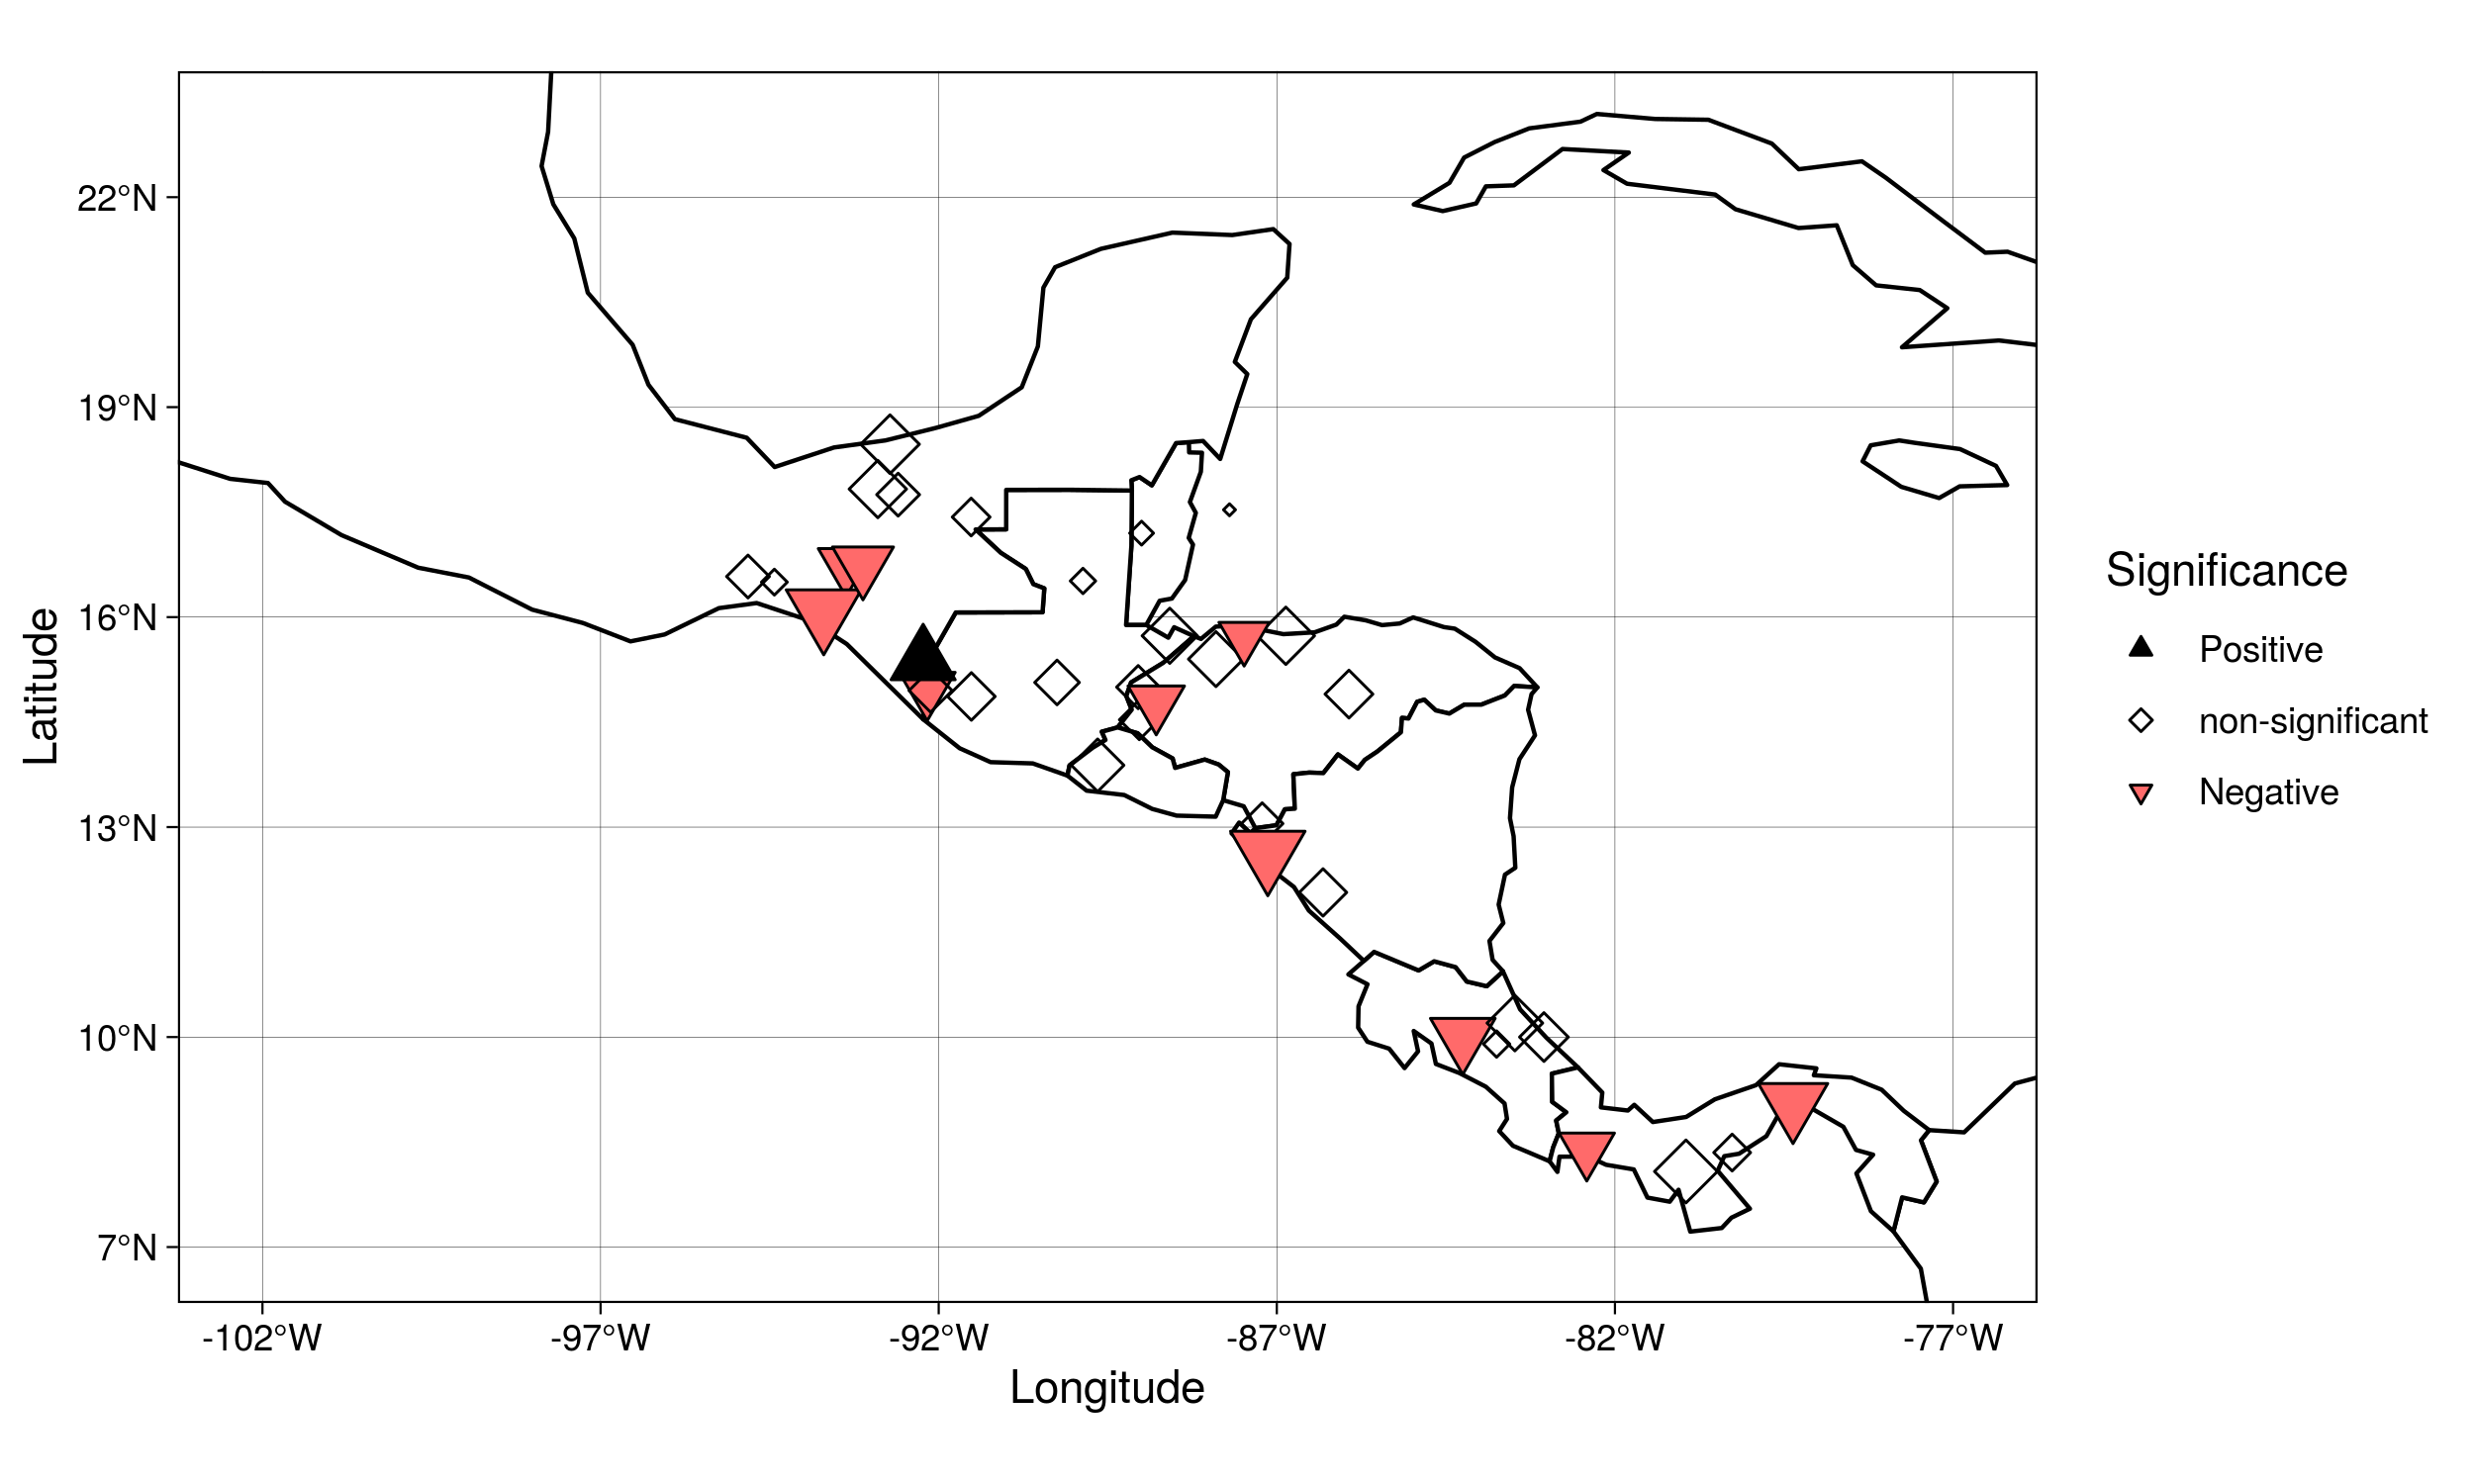 22°N
19°N
16°N
13°N
10°N
7°N
Latitude
-102°W
-97°W
-92°W
-87°W
-82°W
-77°W
Longitude
Significance
Positive
non-significant
Negative